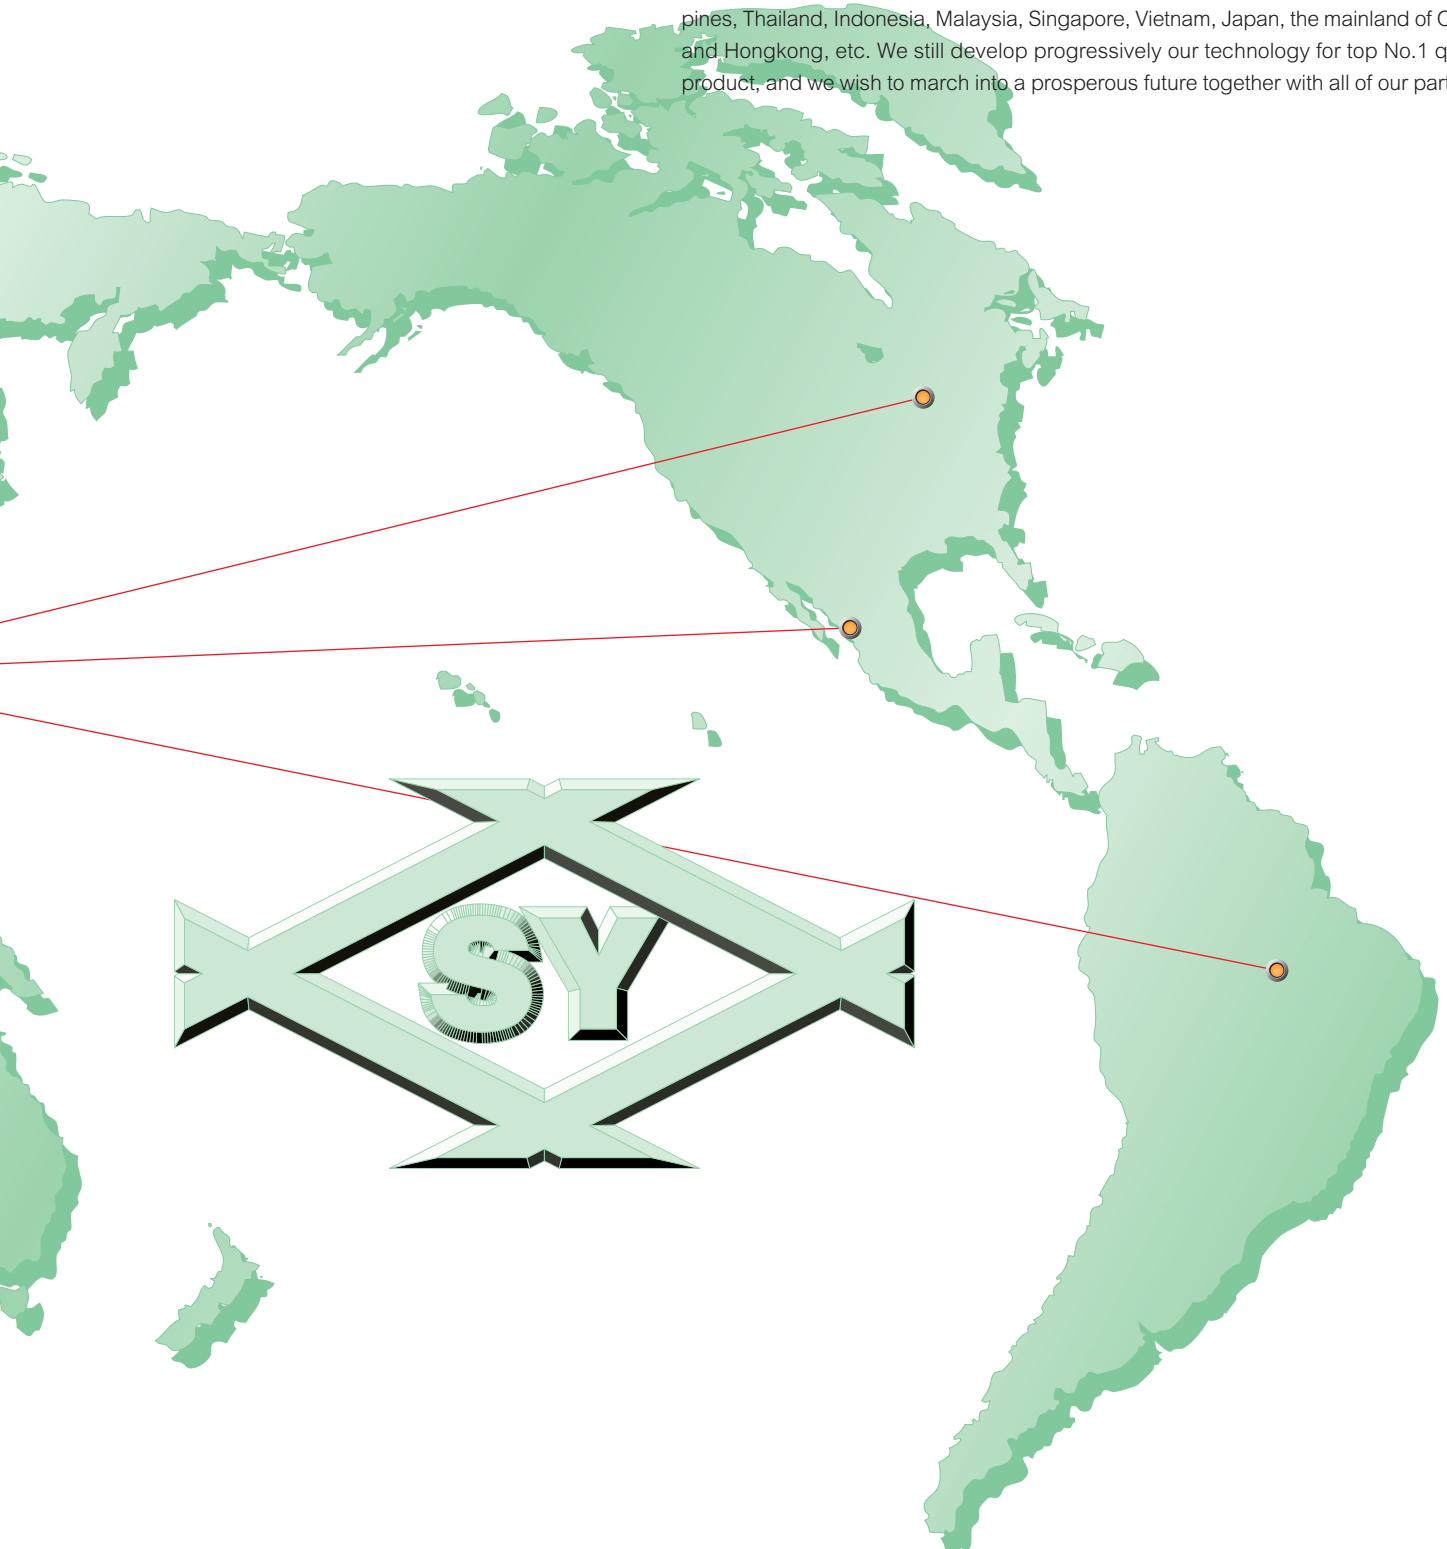 pines, Thailand, Indonesia, Malaysia, Singapore, Vietnam, Japan, the mainland of
and Hongkong, etc. We still develop progressively our technology for top No.1
product, and we wish to march into a prosperous future together with all of our
SY